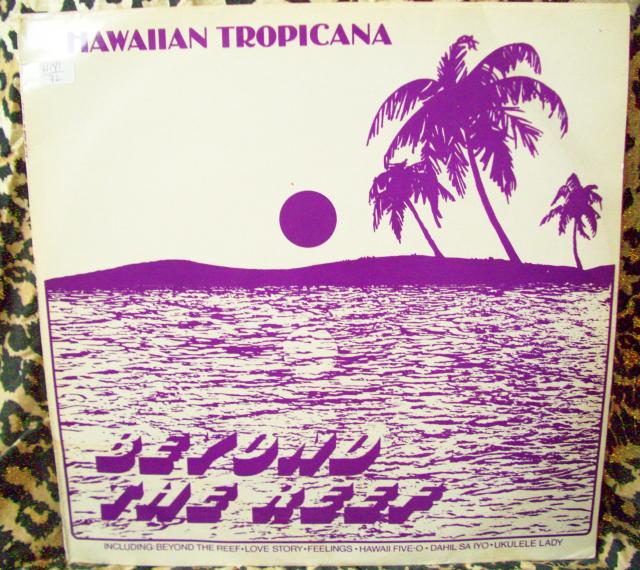 HAWAIIAN TROPICANA
BEYOND
THE REEF
INCLUDING: BEYOND THE REEF • LOVE STORY • FEELINGS • HAWAII FIVE-O • DAHIL SA IYO • UKULELE LADY